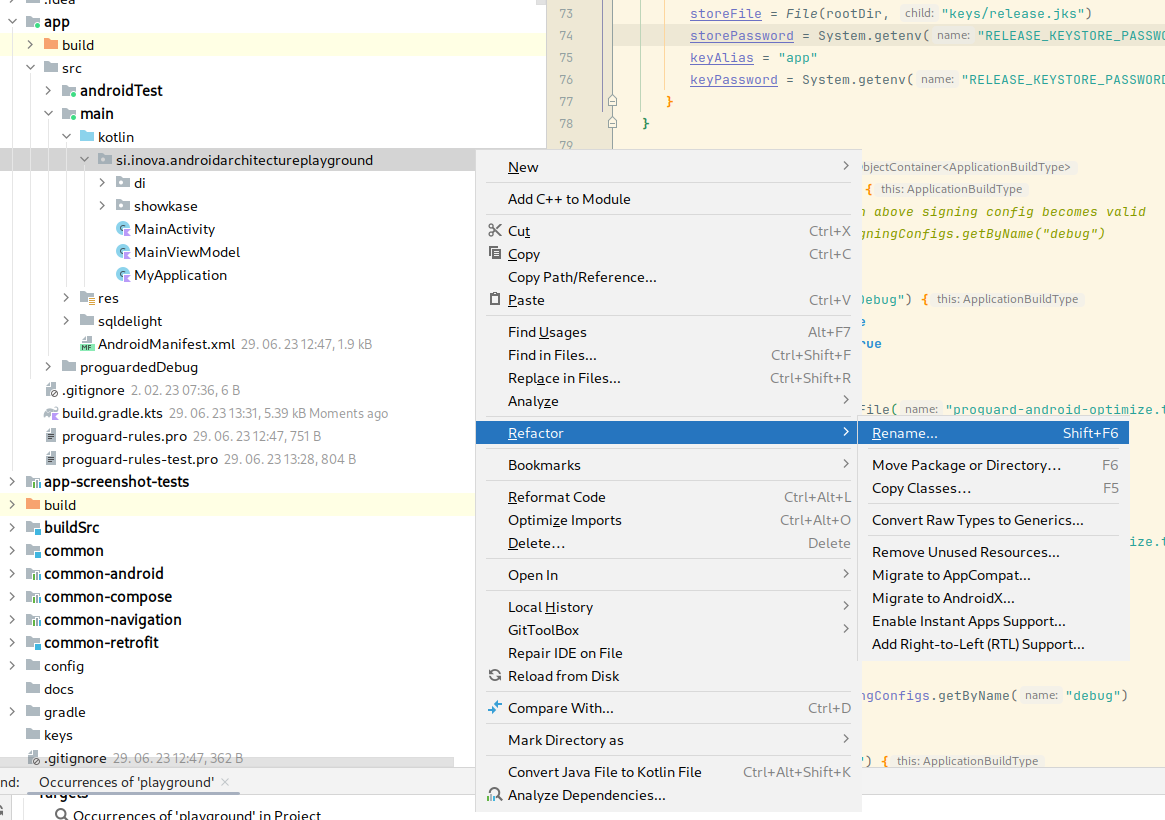 .idea
app
build
src
androidTest
main
kotlin
si.inova.androidarchitectureplayground
di
showkase
MainActivity
MainViewModel
MyApplication
res
sqldelight
AndroidManifest.xml 29. 06. 23 12:47, 1.9 kB
proguardedDebug
.gitignore 2. 02. 23 07:36, 6 B
build.gradle.kts 29. 06. 23 13:31, 5.39 kB Moments ago
proguard-rules.pro 29. 06. 23 12:47, 751 B
proguard-rules-test.pro 29. 06. 23 13:28, 804 B
app-screenshot-tests
build
buildSrc
common
common-android
common-compose
common-navigation
common-retrofit
config
docs
gradle
keys
.gitignore 29. 06. 23 12:47, 362 B
nd: Occurrences of 'playground' ×
Targets
Occurrences of 'playground' in Project
73 storeFile = File(rootDir, child: "keys/release.jks")
74 storePassword = System.getenv( name: "RELEASE_KEYSTORE_PASSWO
75 keyAlias = "app"
76 keyPassword = System.getenv( name: "RELEASE_KEYSTORE_PASSWORD
77 }
78 }
79
bjectContainer<ApplicationBuildType>
{ this: ApplicationBuildType
n above signing config becomes valid
gningConfigs.getByName("debug")
Debug") { this: ApplicationBuildType
e
rue
File( name: "proguard-android-optimize.t
ize.t
ngConfigs.getByName( name: "debug")
") { this: ApplicationBuildType
New
Add C++ to Module
Cut Ctrl+X
Copy Ctrl+C
Copy Path/Reference...
Paste Ctrl+V
Find Usages Alt+F7
Find in Files... Ctrl+Shift+F
Replace in Files... Ctrl+Shift+R
Analyze
Refactor
Bookmarks
Reformat Code Ctrl+Alt+L
Optimize Imports Ctrl+Alt+O
Delete... Delete
Open In
Local History
GitToolBox
Repair IDE on File
Reload from Disk
Compare With... Ctrl+D
Mark Directory as
Convert Java File to Kotlin File Ctrl+Alt+Shift+K
Analyze Dependencies...
Rename... Shift+F6
Move Package or Directory... F6
Copy Classes... F5
Convert Raw Types to Generics...
Remove Unused Resources...
Migrate to AppCompat...
Migrate to AndroidX...
Enable Instant Apps Support...
Add Right-to-Left (RTL) Support...